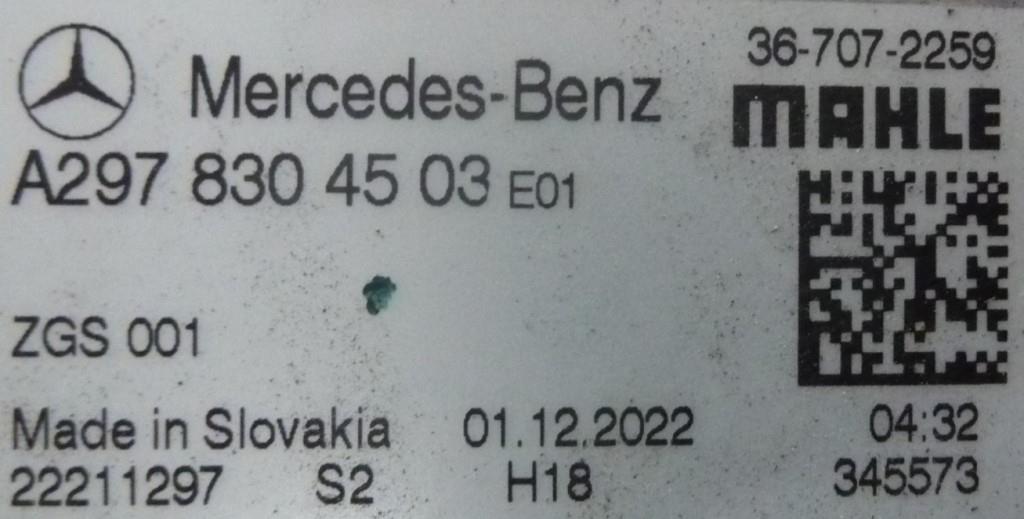 Mercedes-Benz
36-707-2259
MAHLE
A297 830 45 03 E01
ZGS 001
Made in Slovakia 01.12.2022 04:32
22211297 S2 H18 345573